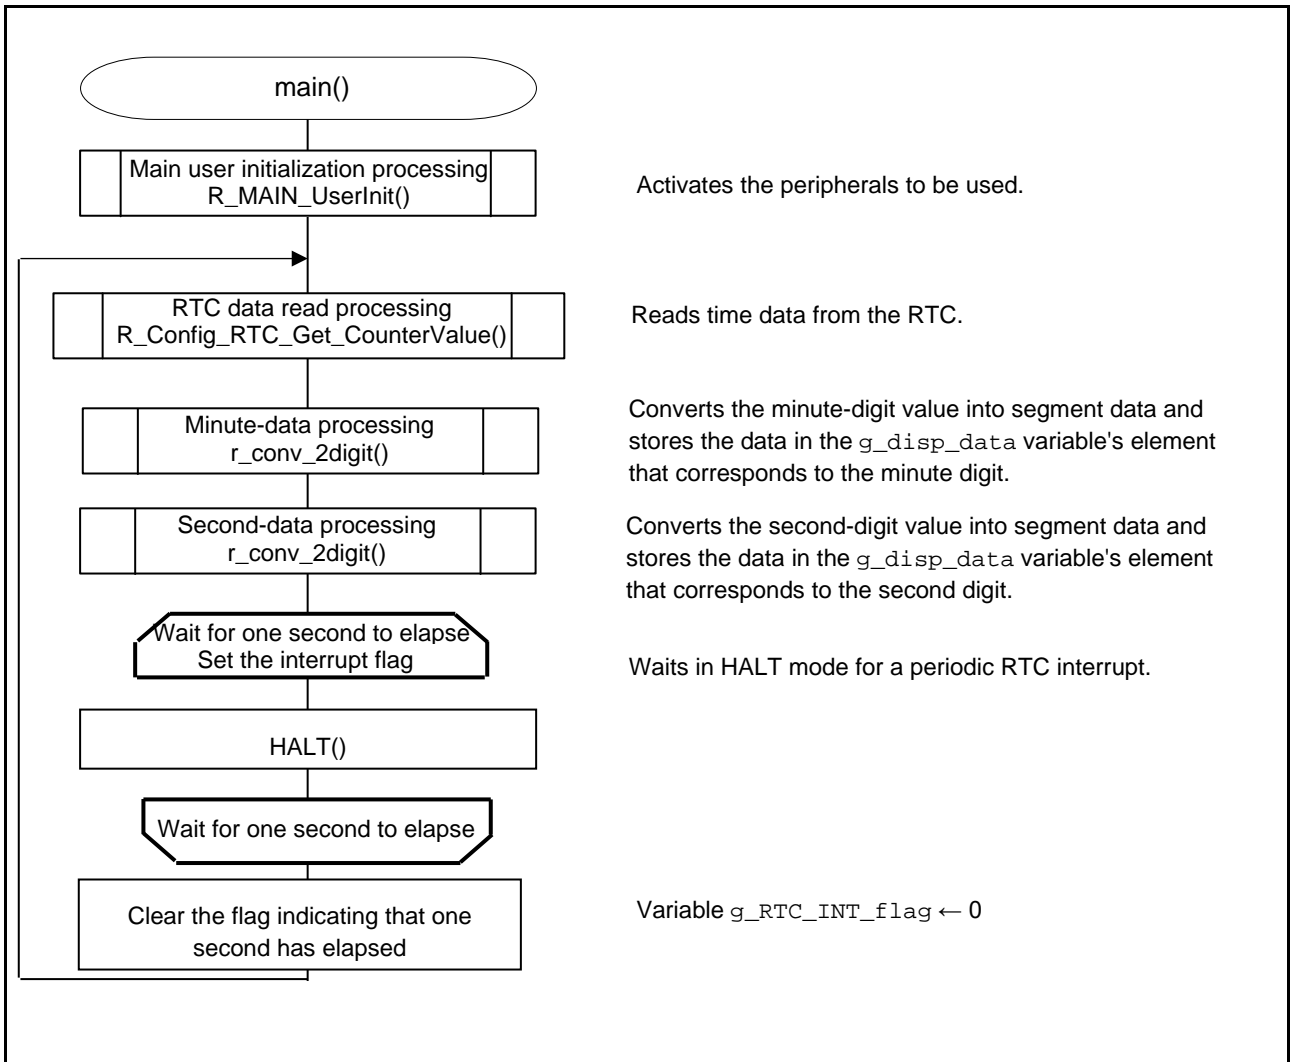 main()
Main user initialization processing
R_MAIN_UserInit()
Activates the peripherals to be used.
RTC data read processing
R_Config_RTC_Get_CounterValue()
Reads time data from the RTC.
Minute-data processing
r_conv_2digit()
Converts the minute-digit value into segment data and
stores the data in the g_disp_data variable's element
that corresponds to the minute digit.
Second-data processing
r_conv_2digit()
Converts the second-digit value into segment data and
stores the data in the g_disp_data variable's element
that corresponds to the second digit.
Wait for one second to elapse
Set the interrupt flag
Waits in HALT mode for a periodic RTC interrupt.
HALT()
Wait for one second to elapse
Clear the flag indicating that one
second has elapsed
Variable g_RTC_INT_flag ← 0